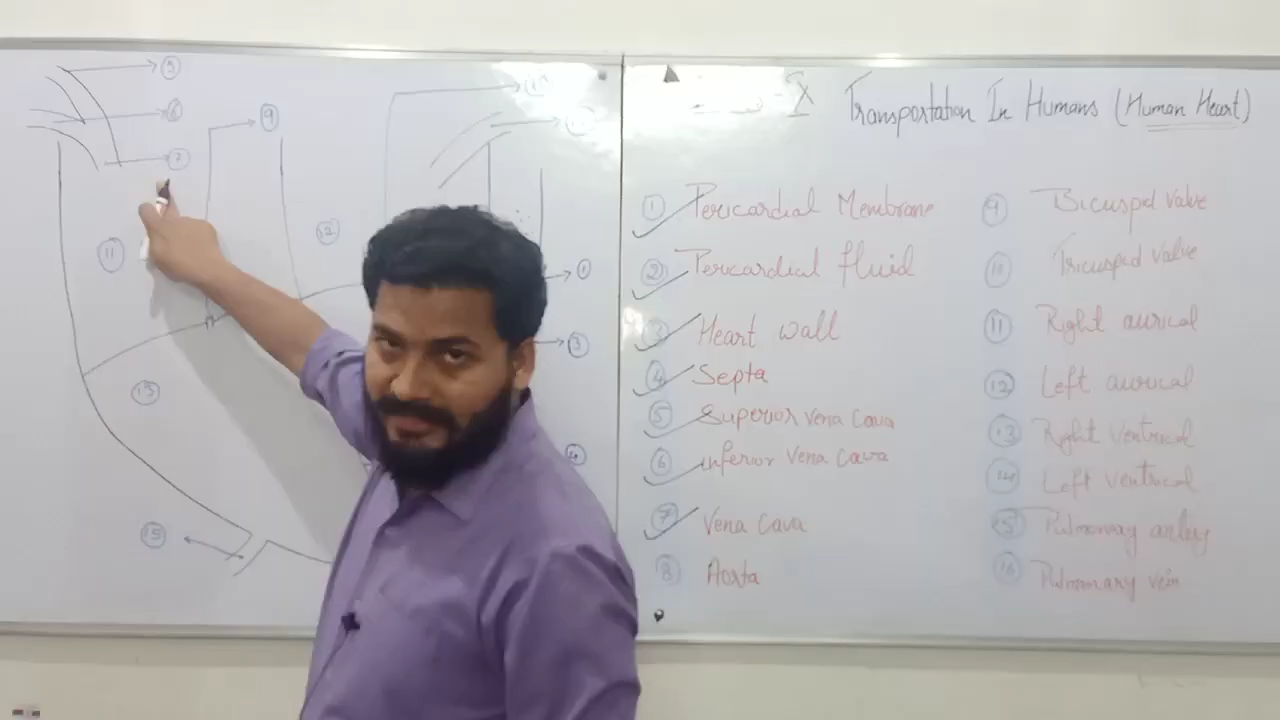 X Transportation In Humans (Human Heart)
① Pericardial Membrane
② Pericardial fluid
③ Heart wall
④ Septa
⑤ Superior vena cava
⑥ inferior vena cava
⑦ Vena cava
⑧ Aorta
⑨ Bicuspid valve
⑩ Tricuspid valve
⑪ Right aurical
⑫ Left aurical
⑬ Right ventrical
⑭ Left ventrical
⑮ Pulmonary artery
⑯ Pulmonary vein
⑤
⑥
⑦
⑨
⑪
⑫
①
③
⑬
④
⑮